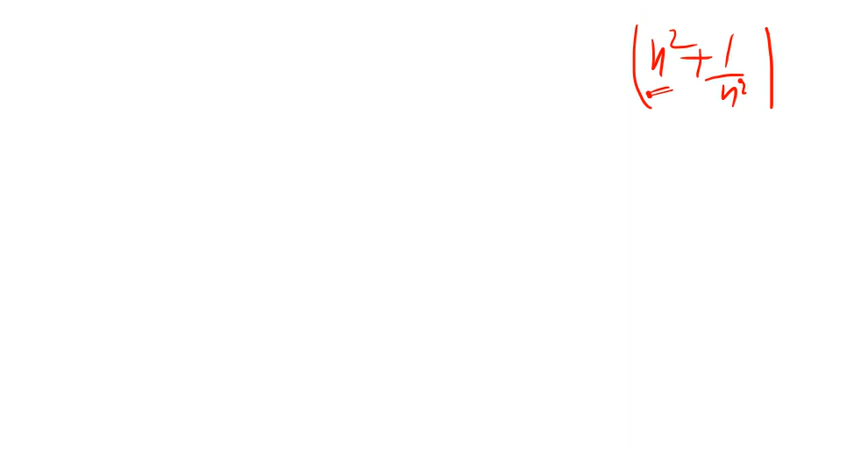 (n² + 1/n²)